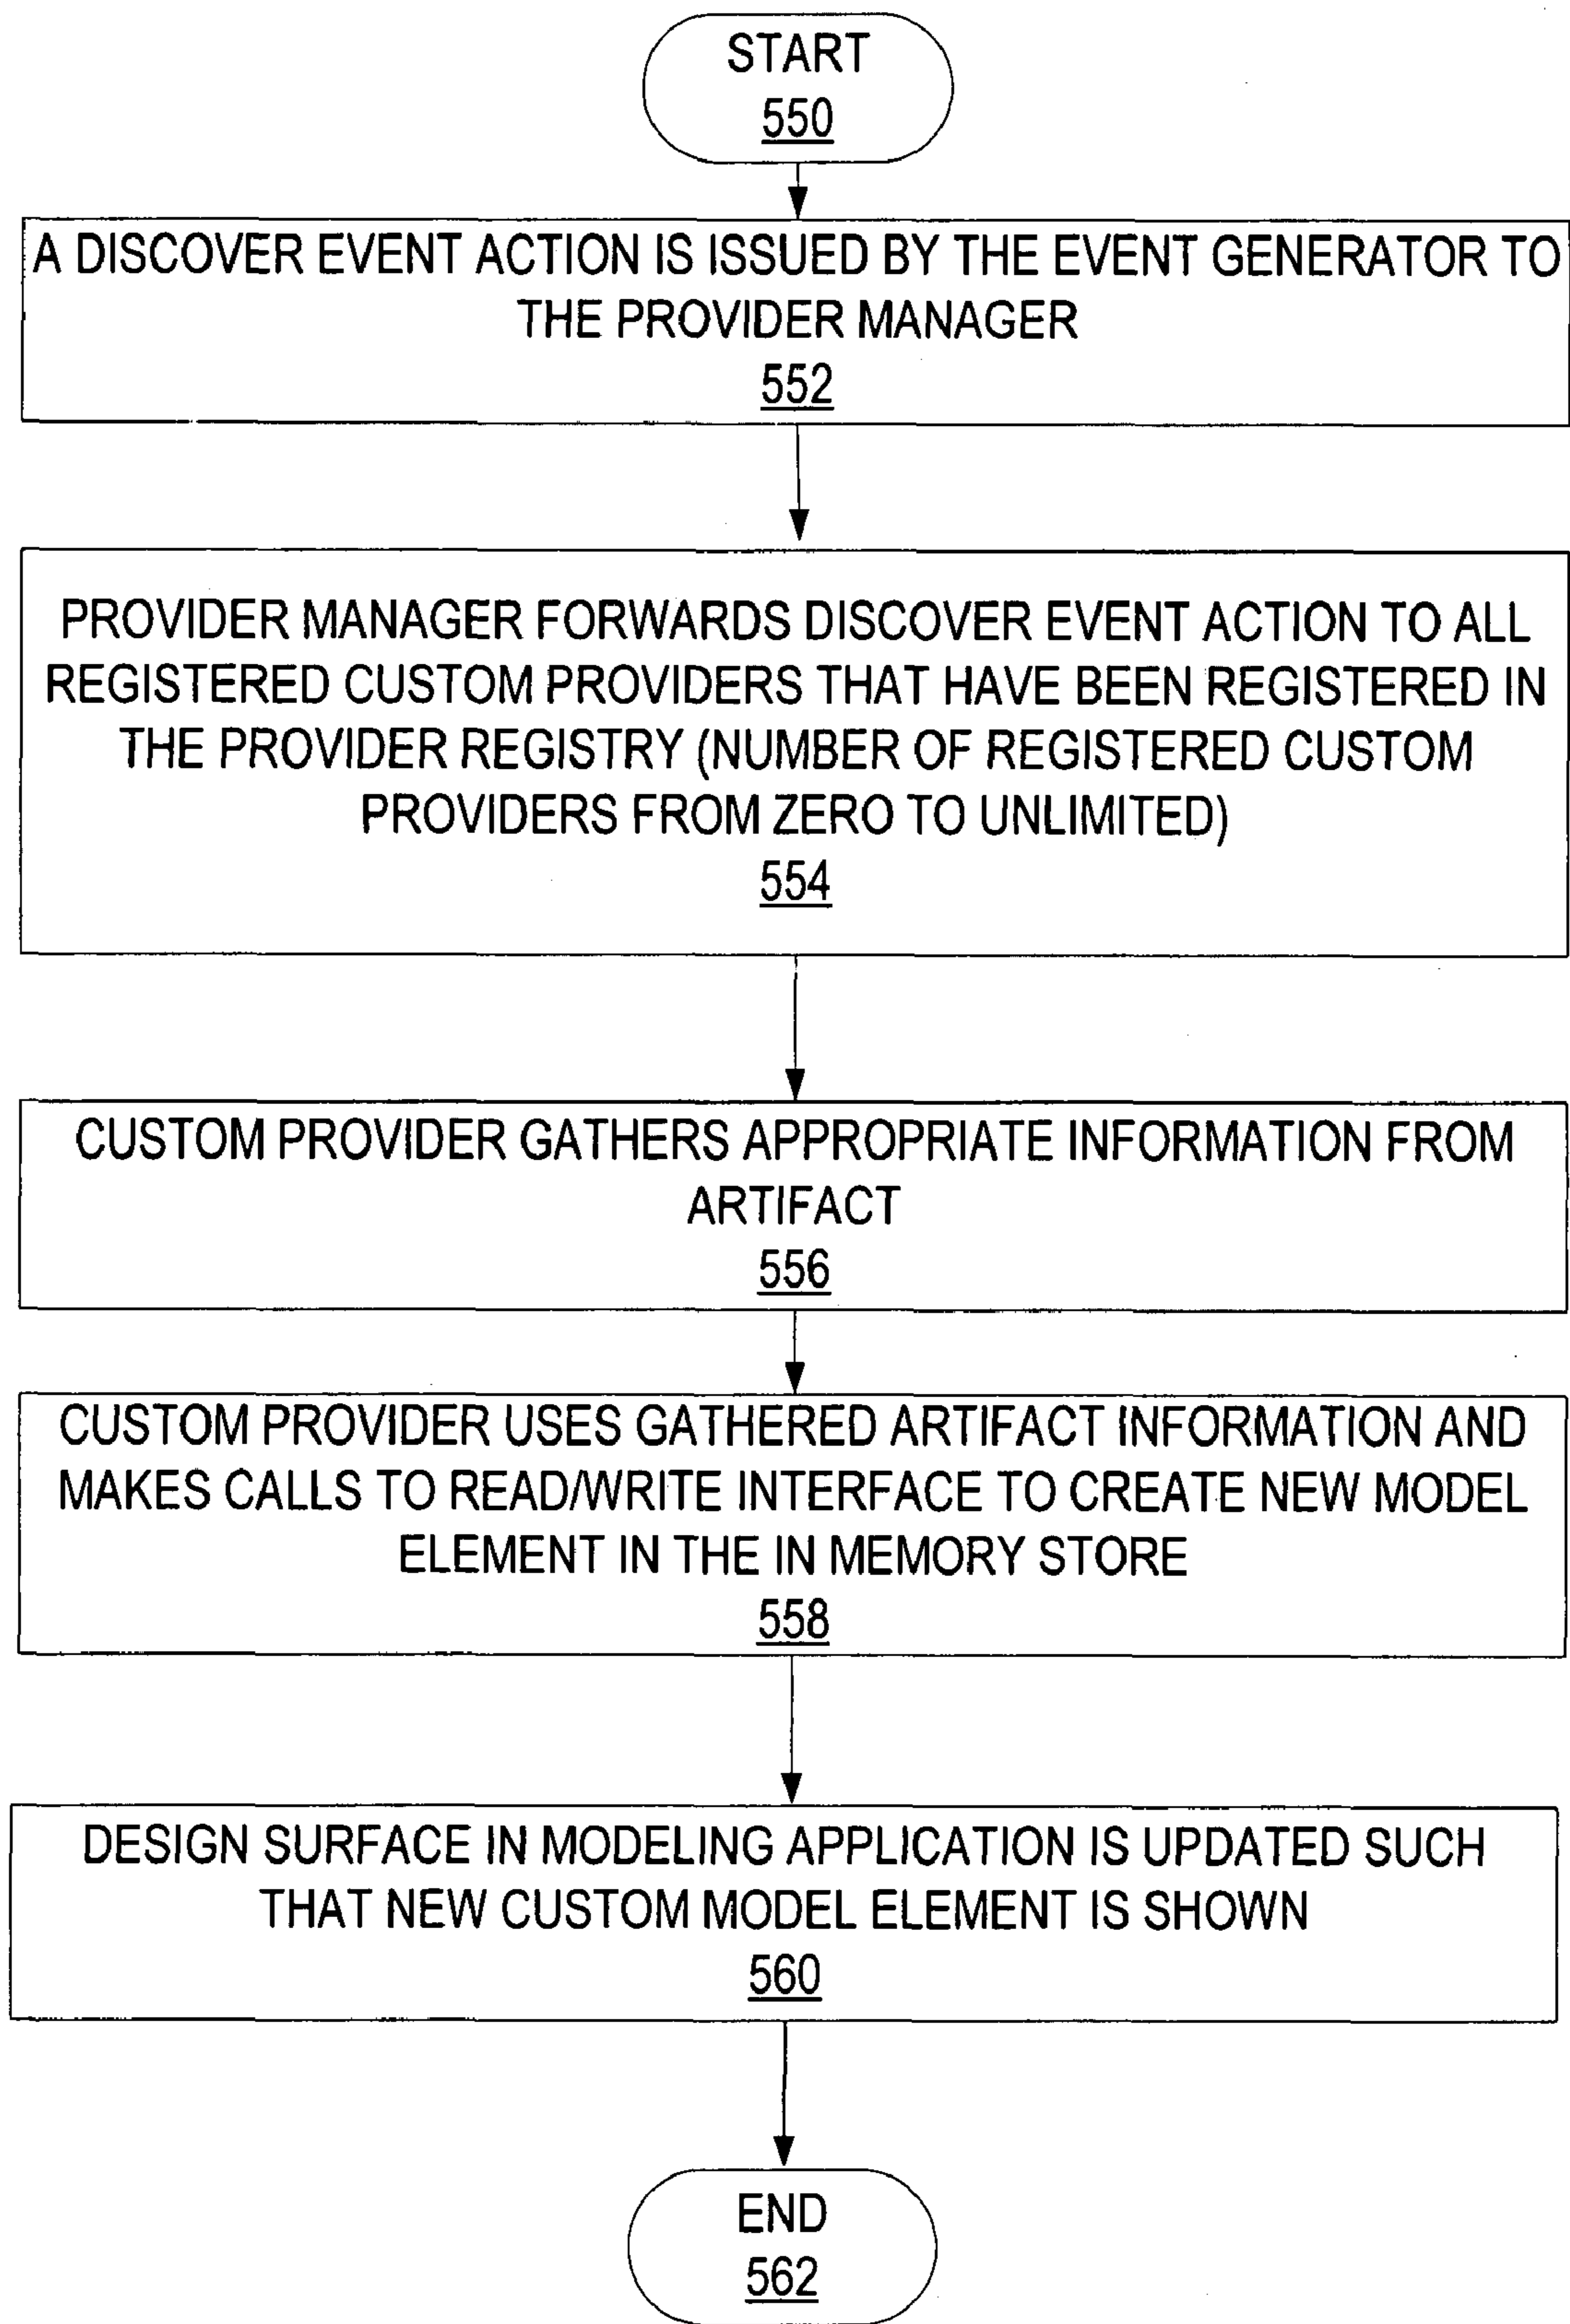 START
550
A DISCOVER EVENT ACTION IS ISSUED BY THE EVENT GENERATOR TO
THE PROVIDER MANAGER
552
PROVIDER MANAGER FORWARDS DISCOVER EVENT ACTION TO ALL
REGISTERED CUSTOM PROVIDERS THAT HAVE BEEN REGISTERED IN
THE PROVIDER REGISTRY (NUMBER OF REGISTERED CUSTOM
PROVIDERS FROM ZERO TO UNLIMITED)
554
CUSTOM PROVIDER GATHERS APPROPRIATE INFORMATION FROM
ARTIFACT
556
CUSTOM PROVIDER USES GATHERED ARTIFACT INFORMATION AND
MAKES CALLS TO READ/WRITE INTERFACE TO CREATE NEW MODEL
ELEMENT IN THE IN MEMORY STORE
558
DESIGN SURFACE IN MODELING APPLICATION IS UPDATED SUCH
THAT NEW CUSTOM MODEL ELEMENT IS SHOWN
560
END
562